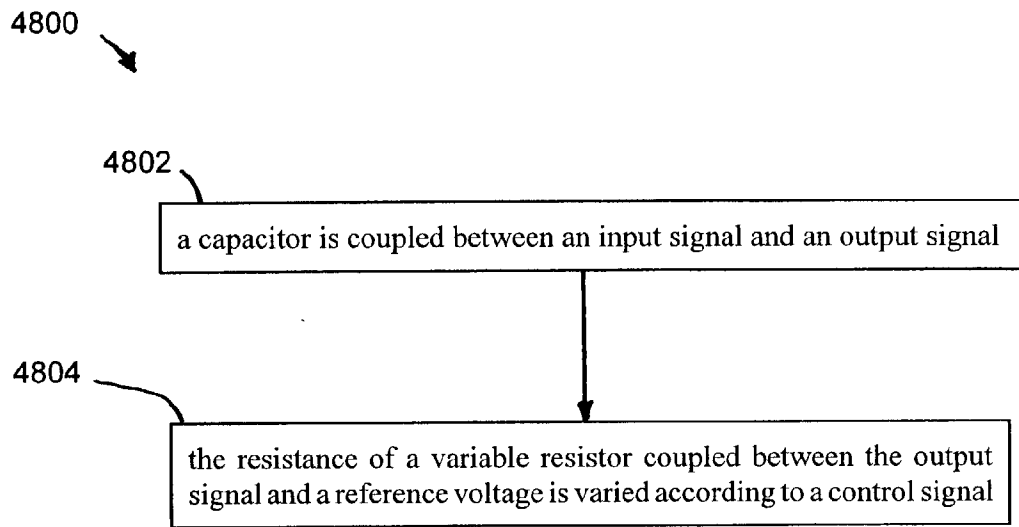 4800
4802
a capacitor is coupled between an input signal and an output signal
4804
the resistance of a variable resistor coupled between the output
signal and a reference voltage is varied according to a control signal